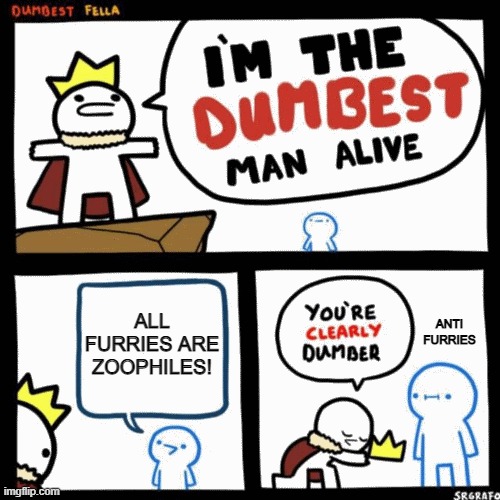 DUMBEST FELLA
I'M THE
DUMBEST
MAN ALIVE
ALL
FURRIES ARE
ZOOPHILES!
YOU'RE
CLEARLY
DUMBER
ANTI
FURRIES
imgflip.com
SRGRAFO